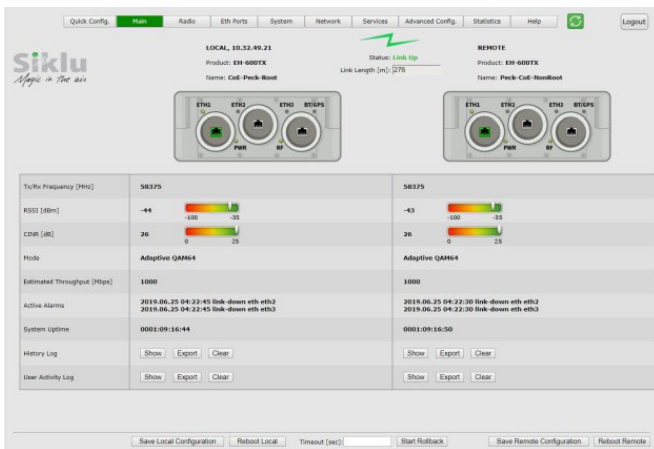 Quick Config. Main Radio Eth Ports System Network Services Advanced Config. Statistics Help Logout
Siklu
Magic in the air
LOCAL, 10.32.49.21
Product: EH-600TX
Name: CoE-Peck-Root
Status: Link Up
Link Length [m]: 276
REMOTE
Product: EH-600TX
Name: Peck-CoE-NonRoot
ETH1 ETH2 ETH3 BT/GPS
PWR RF
ETH1 ETH2 ETH3 BT/GPS
PWR RF
Tx/Rx Frequency [MHz] 58375 58375
RSSI [dBm] -44 -100 -35 -43 -100 -35
CINR [dB] 26 0 25 26 0 25
Mode Adaptive QAM64 Adaptive QAM64
Estimated Throughput [Mbps] 1000 1000
Active Alarms
2019.06.25 04:22:45 link-down eth eth2 2019.06.25 04:22:30 link-down eth eth2
2019.06.25 04:22:45 link-down eth eth3 2019.06.25 04:22:30 link-down eth eth3
System Uptime 0001:09:16:44 0001:09:16:50
History Log Show Export Clear Show Export Clear
User Activity Log Show Export Clear Show Export Clear
Save Local Configuration Reboot Local Timeout [sec]: Start Rollback Save Remote Configuration Reboot Remote